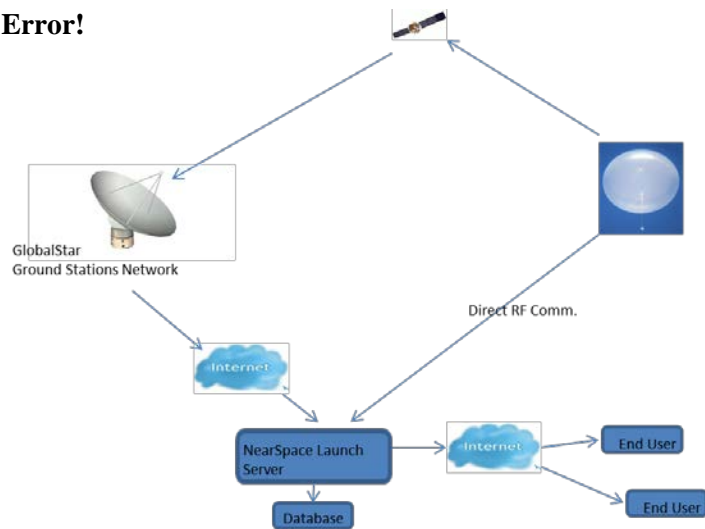 Error!
GlobalStar
Ground Stations Network
Direct RF Comm.
Internet
NearSpace Launch
Server
Internet
End User
End User
Database